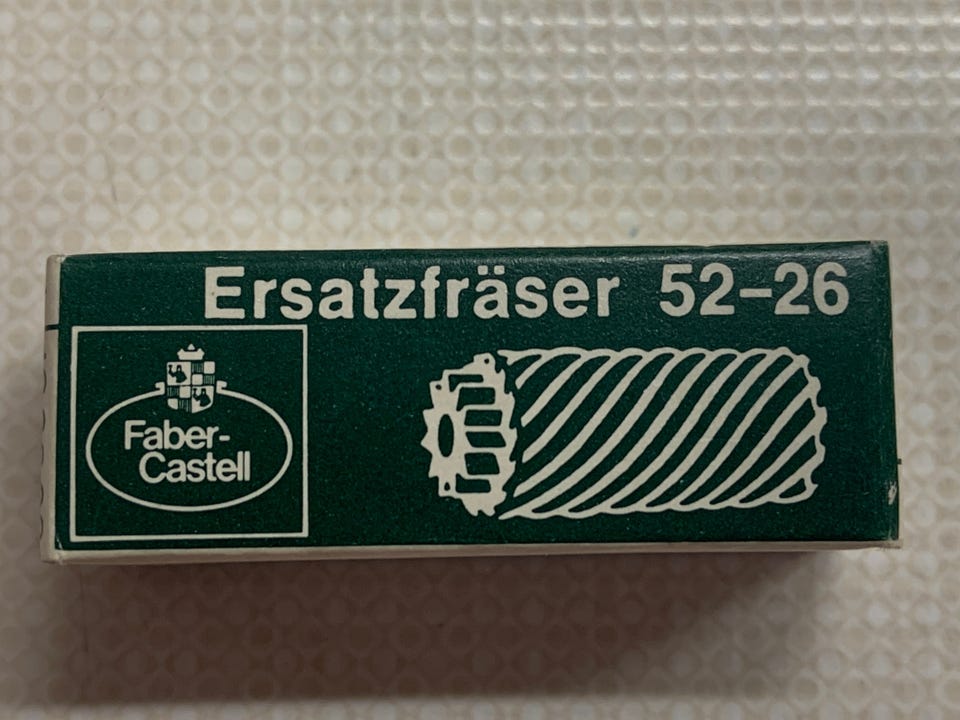 Ersatzfräser 52-26
Faber-
Castell